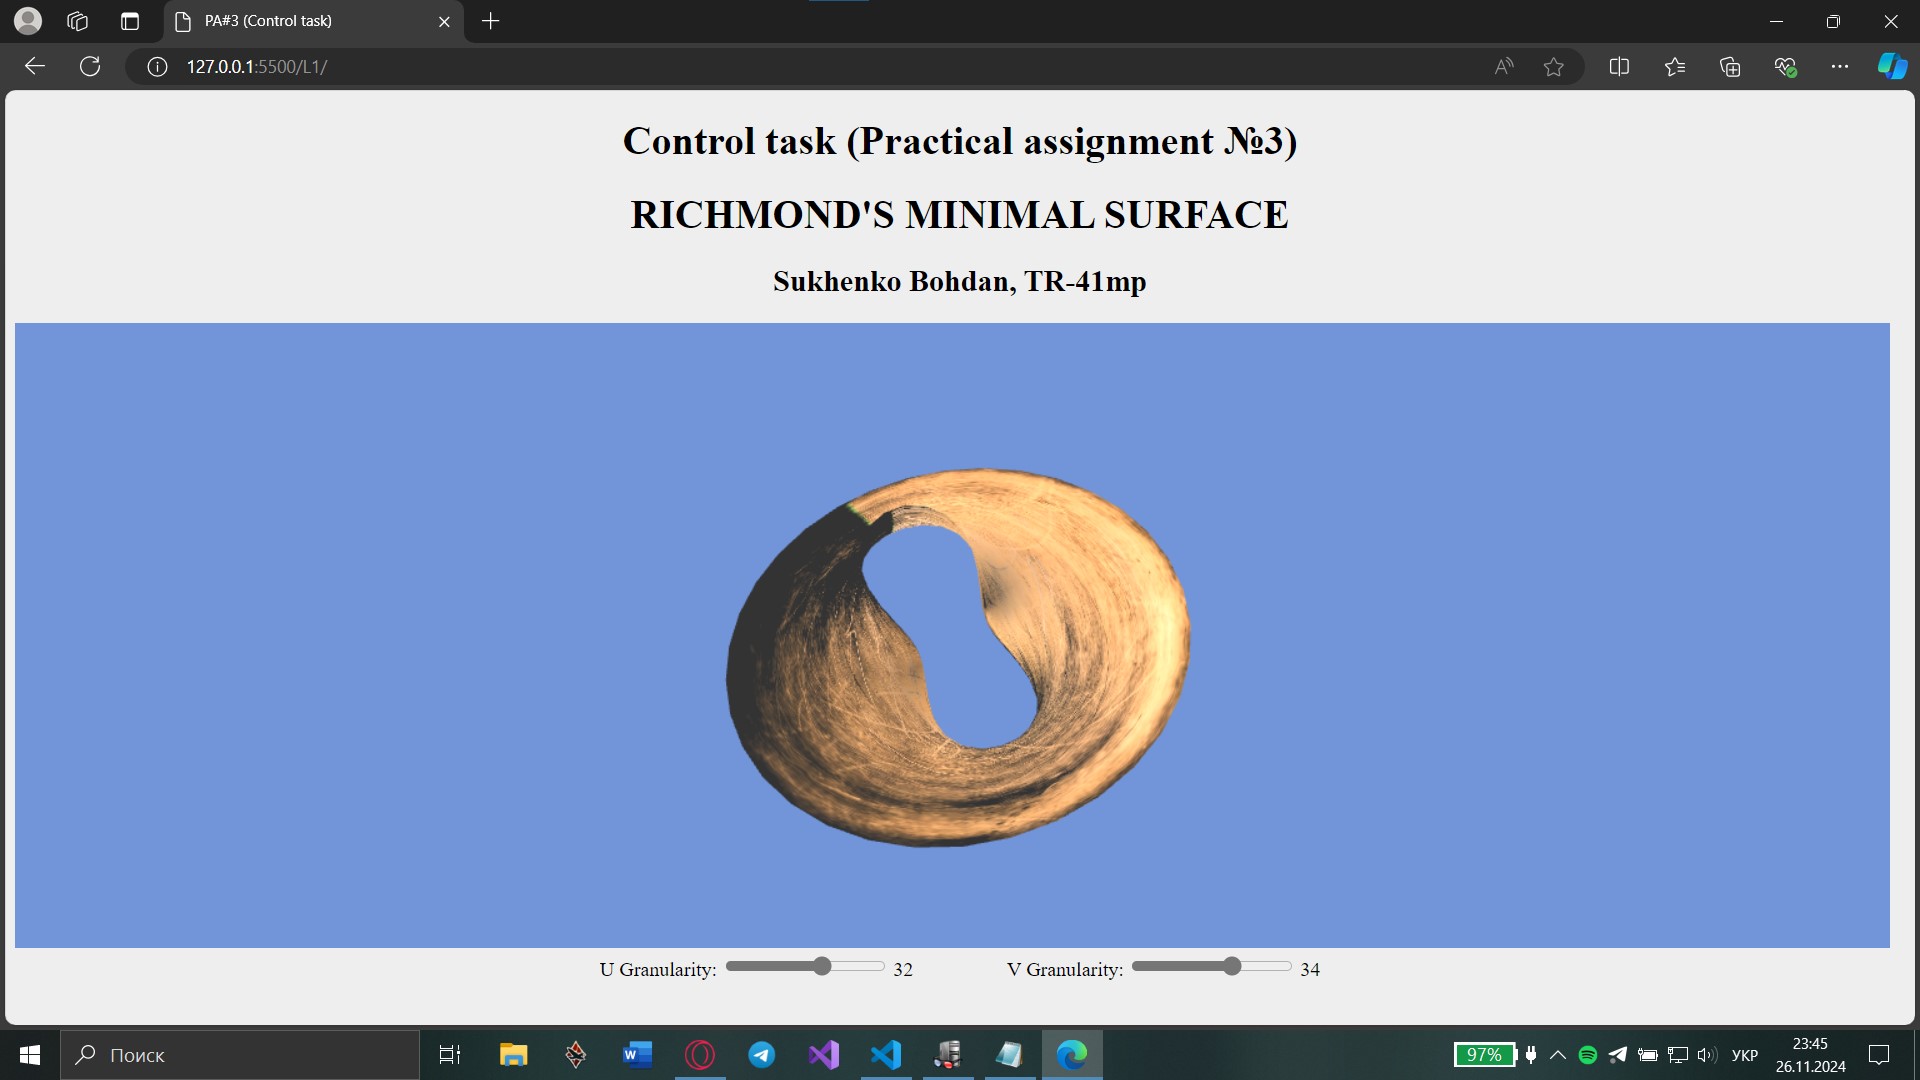 PA#3 (Control task)
127.0.0.1:5500/L1/
Control task (Practical assignment №3)
RICHMOND'S MINIMAL SURFACE
Sukhenko Bohdan, TR-41mp
U Granularity: 32 V Granularity: 34
Поиск
97% УКР 23:45
26.11.2024